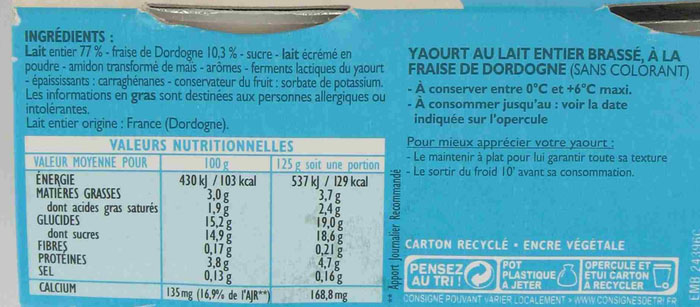 INGRÉDIENTS :
Lait entier 77 % - fraise de Dordogne 10,3 % - sucre - lait écrémé en
poudre - amidon transformé de maïs - arômes - ferments lactiques du yaourt
- épaississants : carraghénanes - conservateur du fruit : sorbate de potassium.
Les informations en gras sont destinées aux personnes allergiques ou
intolérantes.
Lait entier origine : France (Dordogne).
VALEURS NUTRITIONNELLES
VALEUR MOYENNE POUR 100 g 125 g soit une portion
ÉNERGIE 430 kJ / 103 kcal 537 kJ / 129 kcal
MATIÈRES GRASSES 3,0 g 3,7 g
dont acides gras saturés 1,9 g 2,4 g
GLUCIDES 15,2 g 19,0 g
dont sucres 14,9 g 18,6 g
FIBRES 0,17 g 0,21 g
PROTÉINES 3,8 g 4,7 g
SEL 0,13 g 0,16 g
CALCIUM 135 mg (16,9% de l'AJR**) 168,8 mg
** Apport Journalier Recommandé
YAOURT AU LAIT ENTIER BRASSÉ, À LA
FRAISE DE DORDOGNE (SANS COLORANT)
- À conserver entre 0°C et +6°C maxi.
- À consommer jusqu'au : voir la date
indiquée sur l'opercule
Pour mieux apprécier votre yaourt :
- Le maintenir à plat pour lui garantir toute sa texture
- Le sortir du froid 10' avant sa consommation.
CARTON RECYCLÉ • ENCRE VÉGÉTALE
PENSEZ
AU TRI !
POT
PLASTIQUE
À JETER
OPERCULE ET
ETUI CARTON
À RECYCLER
CONSIGNE POUVANT VARIER LOCALEMENT WWW.CONSIGNESDETRI.FR